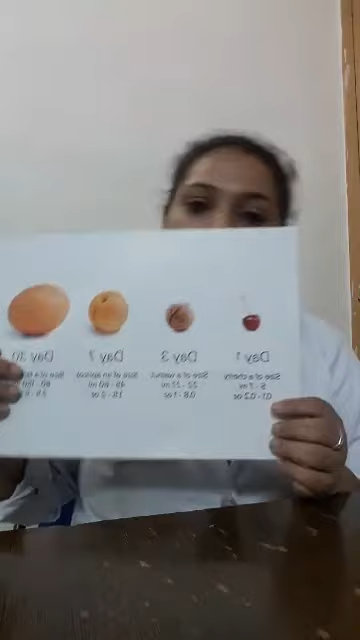 Day 1
Size of a cherry
5 - 7 ml
0.1 - 0.2 oz
Day 3
Size of a walnut
22 - 27 ml
0.8 - 1 oz
Day 7
Size of an apricot
45 - 60 ml
1.5 - 2 oz
Day 30
Size of a